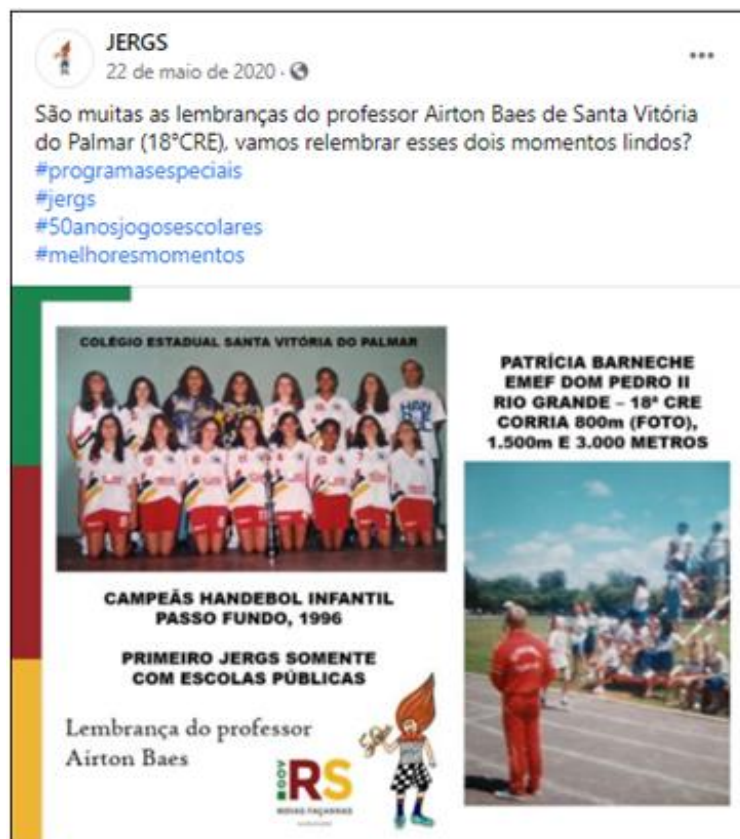 JERGS
22 de maio de 2020 ·
São muitas as lembranças do professor Airton Baes de Santa Vitória
do Palmar (18°CRE), vamos relembrar esses dois momentos lindos?
#programasespeciais
#jergs
#50anosjogosescolares
#melhoresmomentos
COLÉGIO ESTADUAL SANTA VITÓRIA DO PALMAR
CAMPEÃS HANDEBOL INFANTIL
PASSO FUNDO, 1996
PRIMEIRO JERGS SOMENTE
COM ESCOLAS PÚBLICAS
Lembrança do professor
Airton Baes
GOV
RS
NOVAS FAÇANHAS
PATRÍCIA BARNECHE
EMEF DOM PEDRO II
RIO GRANDE – 18ª CRE
CORRIA 800m (FOTO),
1.500m E 3.000 METROS